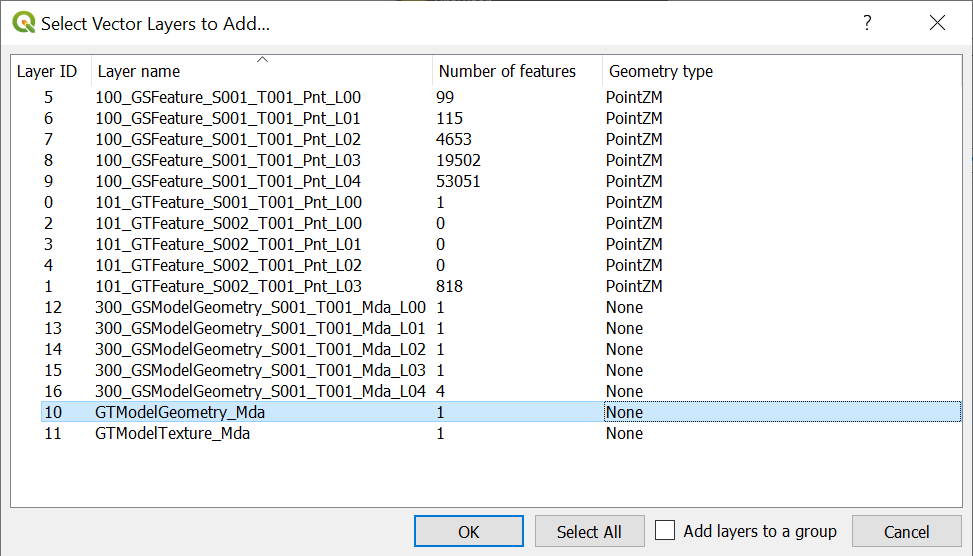 Select Vector Layers to Add... ?
Layer ID Layer name Number of features Geometry type
5 100_GSFeature_S001_T001_Pnt_L00 99 PointZM
6 100_GSFeature_S001_T001_Pnt_L01 115 PointZM
7 100_GSFeature_S001_T001_Pnt_L02 4653 PointZM
8 100_GSFeature_S001_T001_Pnt_L03 19502 PointZM
9 100_GSFeature_S001_T001_Pnt_L04 53051 PointZM
0 101_GTFeature_S001_T001_Pnt_L00 1 PointZM
2 101_GTFeature_S002_T001_Pnt_L00 0 PointZM
3 101_GTFeature_S002_T001_Pnt_L01 0 PointZM
4 101_GTFeature_S002_T001_Pnt_L02 0 PointZM
1 101_GTFeature_S002_T001_Pnt_L03 818 PointZM
12 300_GSModelGeometry_S001_T001_Mda_L00 1 None
13 300_GSModelGeometry_S001_T001_Mda_L01 1 None
14 300_GSModelGeometry_S001_T001_Mda_L02 1 None
15 300_GSModelGeometry_S001_T001_Mda_L03 1 None
16 300_GSModelGeometry_S001_T001_Mda_L04 4 None
10 GTModelGeometry_Mda 1 None
11 GTModelTexture_Mda 1 None
OK Select All Add layers to a group Cancel